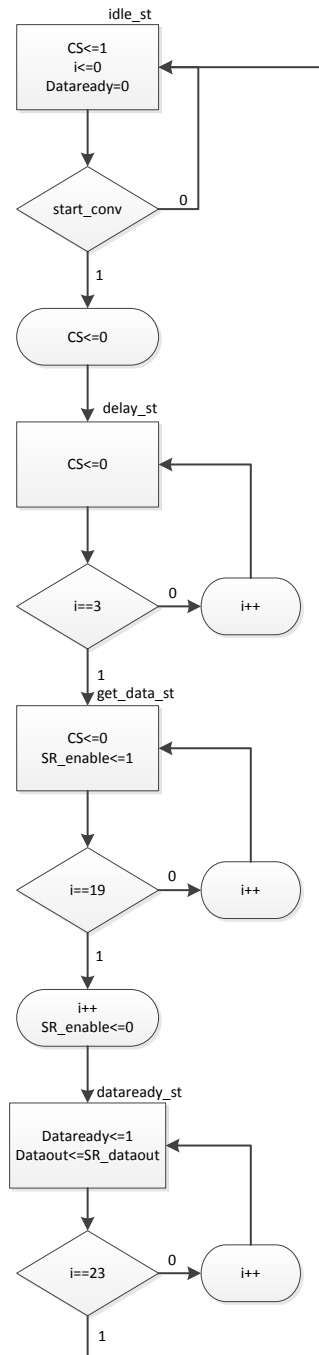 idle_st
CS<=1
i<=0
Dataready=0
start_conv
0
1
CS<=0
delay_st
CS<=0
i==3
0
i++
1
get_data_st
CS<=0
SR_enable<=1
i==19
0
i++
1
i++
SR_enable<=0
dataready_st
Dataready<=1
Dataout<=SR_dataout
i==23
0
i++
1